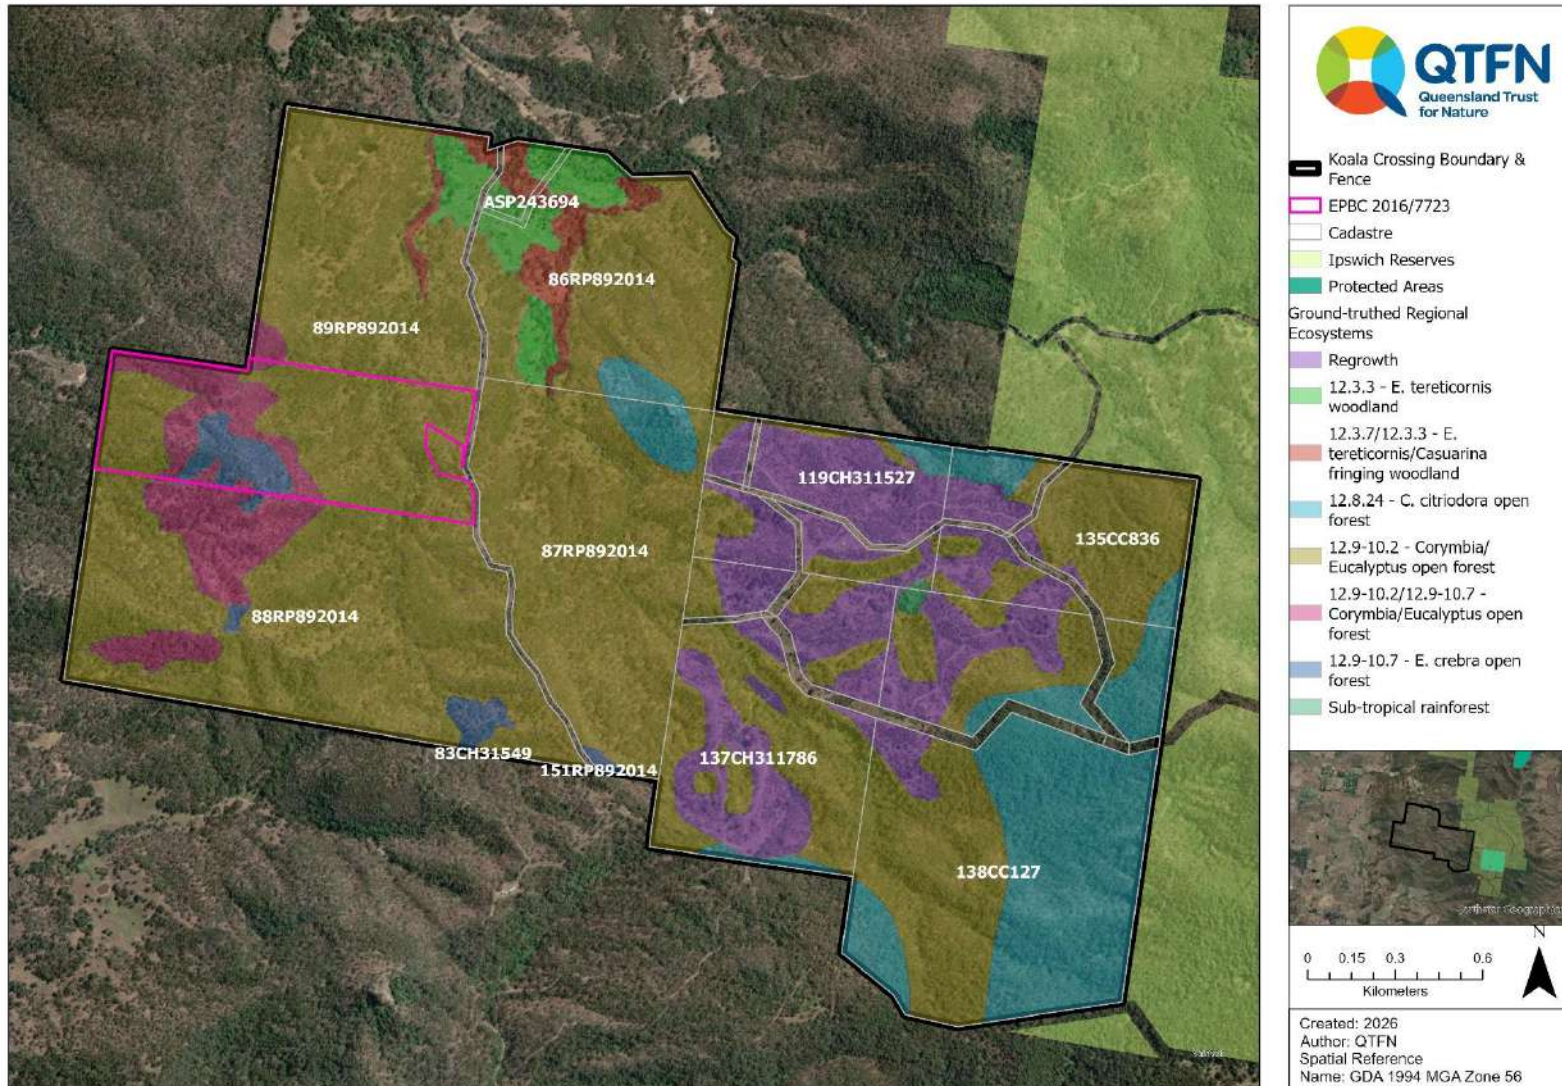 ASP243694
86RP892014
89RP892014
119CH311527
135CC836
87RP892014
88RP892014
83CH31549
151RP892014
137CH311786
138CC127
QTFN
Queensland Trust
for Nature
Koala Crossing Boundary &
Fence
EPBC 2016/7723
Cadastre
Ipswich Reserves
Protected Areas
Ground-truthed Regional
Ecosystems
Regrowth
12.3.3 - E. tereticornis
woodland
12.3.7/12.3.3 - E.
tereticornis/Casuarina
fringing woodland
12.8.24 - C. citriodora open
forest
12.9-10.2 - Corymbia/
Eucalyptus open forest
12.9-10.2/12.9-10.7 -
Corymbia/Eucalyptus open
forest
12.9-10.7 - E. crebra open
forest
Sub-tropical rainforest
Earthstar Geographics
N
0 0.15 0.3 0.6
Kilometers
Created: 2026
Author: QTFN
Spatial Reference
Name: GDA 1994 MGA Zone 56